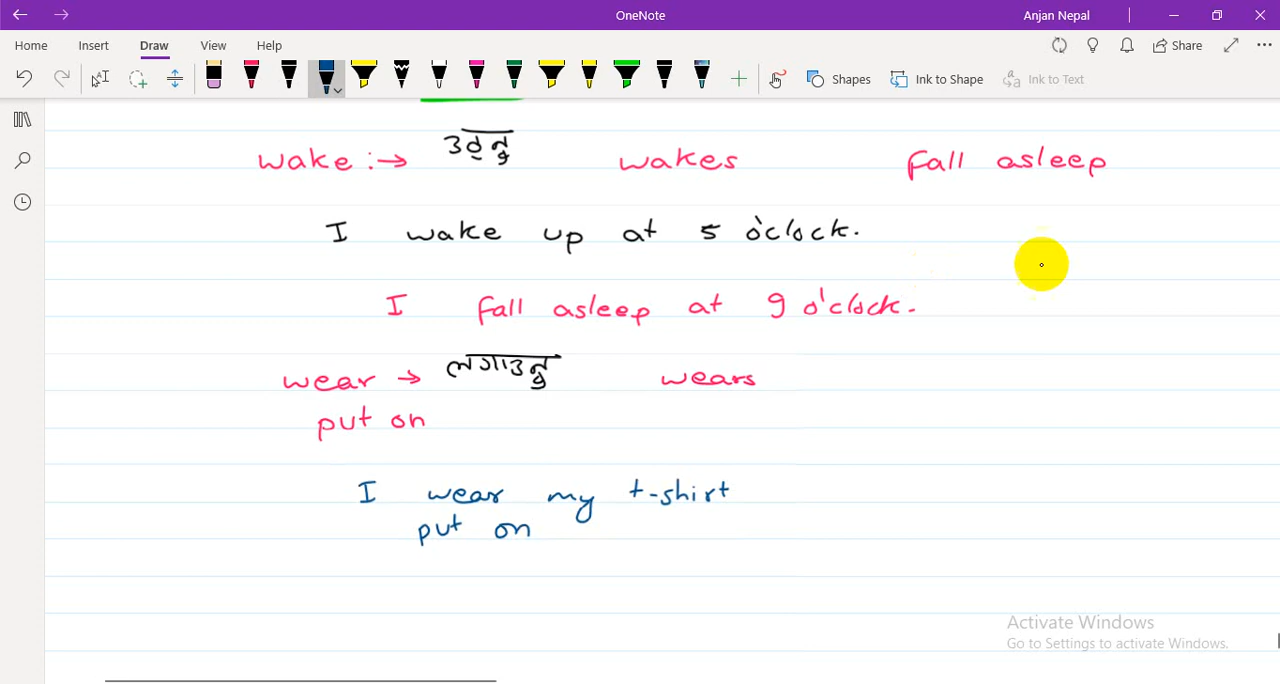 OneNote
Anjan Nepal
Home Insert Draw View Help
Share
Shapes
Ink to Shape
Ink to Text
wake :→ उठ्नु wakes fall asleep
I wake up at 5 o'clock.
I fall asleep at 9 o'clock.
wear → लगाउनु wears
put on
I wear my t-shirt
put on
Activate Windows
Go to Settings to activate Windows.